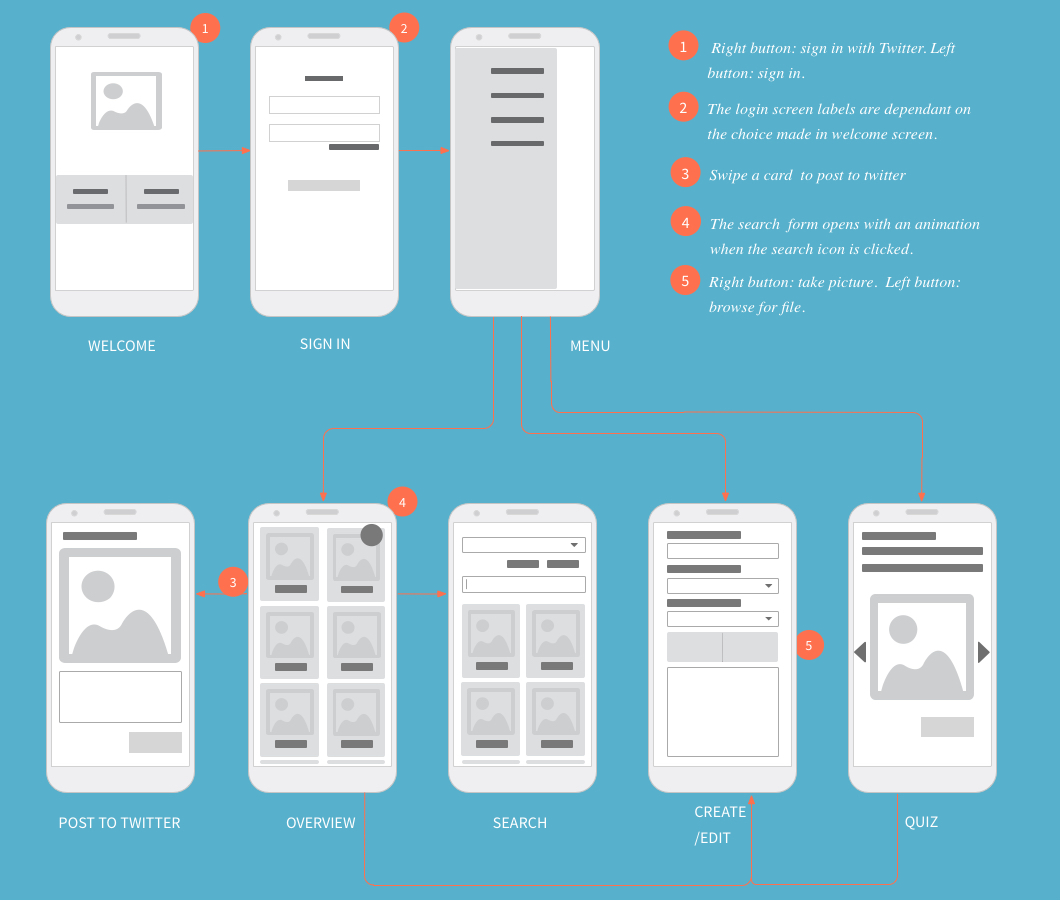 1
2
1 Right button: sign in with Twitter. Left
button: sign in.
2 The login screen labels are dependant on
the choice made in welcome screen.
3 Swipe a card  to post to twitter
4 The search  form opens with an animation
when the search icon is clicked.
5 Right button: take picture.  Left button:
browse for file.
WELCOME
SIGN IN
MENU
4
3
5
POST TO TWITTER
OVERVIEW
SEARCH
CREATE
/EDIT
QUIZ